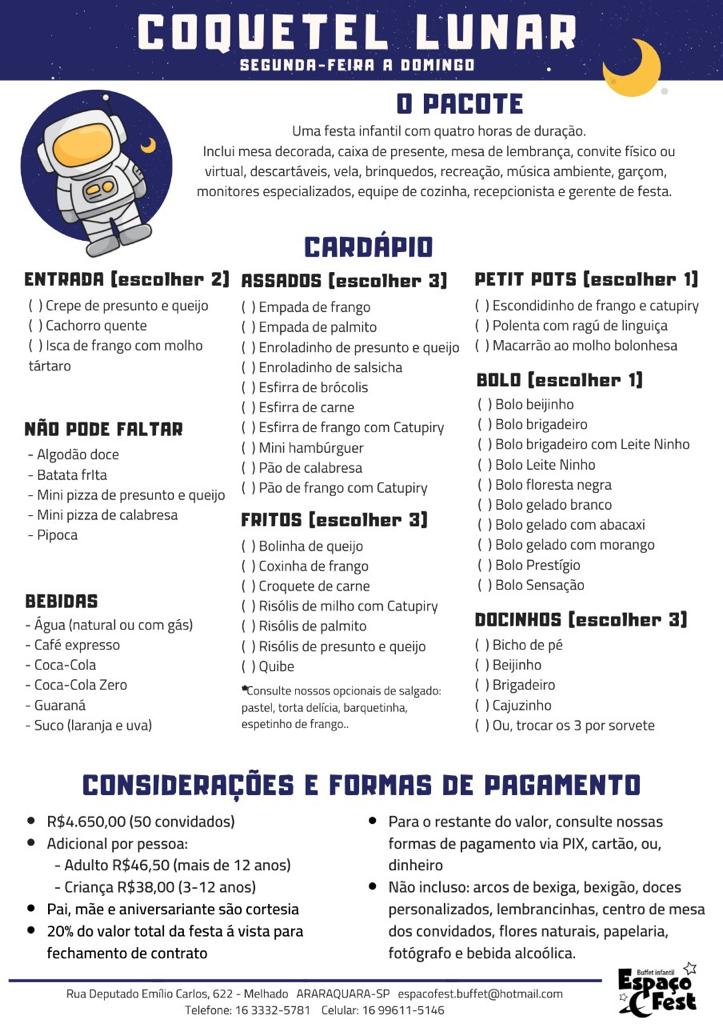 COQUETEL LUNAR
SEGUNDA-FEIRA A DOMINGO
O PACOTE
Uma festa infantil com quatro horas de duração.
Inclui mesa decorada, caixa de presente, mesa de lembrança, convite físico ou
virtual, descartáveis, vela, brinquedos, recreação, música ambiente, garçom,
monitores especializados, equipe de cozinha, recepcionista e gerente de festa.
CARDÁPIO
ENTRADA [escolher 2]
( ) Crepe de presunto e queijo
( ) Cachorro quente
( ) Isca de frango com molho
tártaro
NÃO PODE FALTAR
- Algodão doce
- Batata frIta
- Mini pizza de presunto e queijo
- Mini pizza de calabresa
- Pipoca
BEBIDAS
- Água (natural ou com gás)
- Café expresso
- Coca-Cola
- Coca-Cola Zero
- Guaraná
- Suco (laranja e uva)
ASSADOS [escolher 3]
( ) Empada de frango
( ) Empada de palmito
( ) Enroladinho de presunto e queijo
( ) Enroladinho de salsicha
( ) Esfirra de brócolis
( ) Esfirra de carne
( ) Esfirra de frango com Catupiry
( ) Mini hambúrguer
( ) Pão de calabresa
( ) Pão de frango com Catupiry
FRITOS [escolher 3]
( ) Bolinha de queijo
( ) Coxinha de frango
( ) Croquete de carne
( ) Risólis de milho com Catupiry
( ) Risólis de palmito
( ) Risólis de presunto e queijo
( ) Quibe
*Consulte nossos opcionais de salgado:
pastel, torta delícia, barquetinha,
espetinho de frango..
PETIT POTS [escolher 1]
( ) Escondidinho de frango e catupiry
( ) Polenta com ragú de linguiça
( ) Macarrão ao molho bolonhesa
BOLO [escolher 1]
( ) Bolo beijinho
( ) Bolo brigadeiro
( ) Bolo brigadeiro com Leite Ninho
( ) Bolo Leite Ninho
( ) Bolo floresta negra
( ) Bolo gelado branco
( ) Bolo gelado com abacaxi
( ) Bolo gelado com morango
( ) Bolo Prestígio
( ) Bolo Sensação
DOCINHOS [escolher 3]
( ) Bicho de pé
( ) Beijinho
( ) Brigadeiro
( ) Cajuzinho
( ) Ou, trocar os 3 por sorvete
CONSIDERAÇÕES E FORMAS DE PAGAMENTO
• R$4.650,00 (50 convidados)
• Adicional por pessoa:
- Adulto R$46,50 (mais de 12 anos)
- Criança R$38,00 (3-12 anos)
• Pai, mãe e aniversariante são cortesia
• 20% do valor total da festa á vista para
fechamento de contrato
• Para o restante do valor, consulte nossas
formas de pagamento via PIX, cartão, ou,
dinheiro
• Não incluso: arcos de bexiga, bexigão, doces
personalizados, lembrancinhas, centro de mesa
dos convidados, flores naturais, papelaria,
fotógrafo e bebida alcoólica.
Rua Deputado Emílio Carlos, 622 - Melhado ARARAQUARA-SP espacofest.buffet@hotmail.com
Telefone: 16 3332-5781 Celular: 16 99611-5146
Buffet infantil
Espaço
Fest